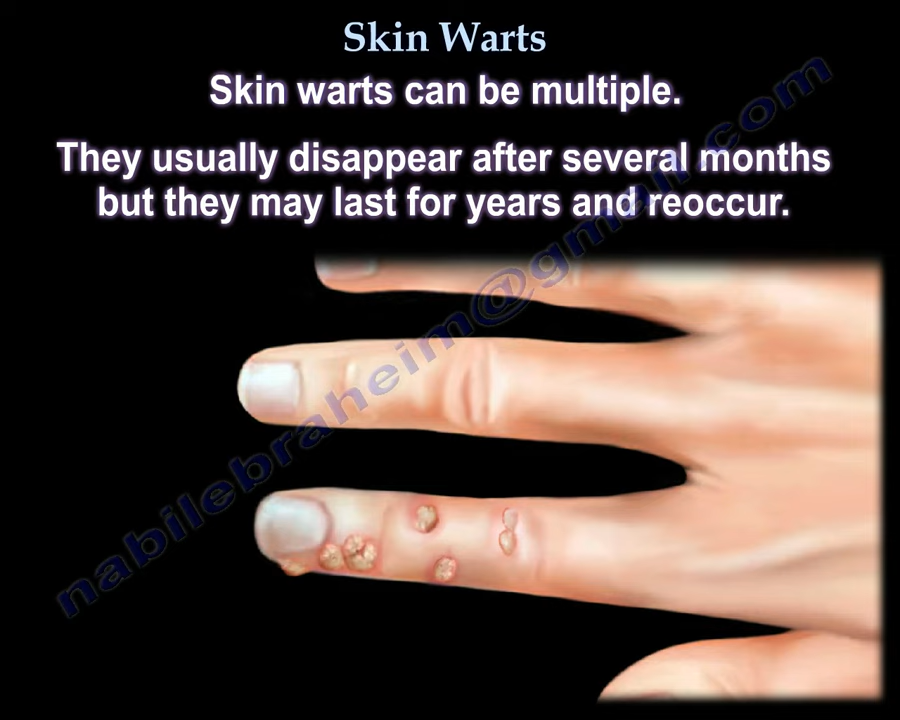 Skin Warts
Skin warts can be multiple.
They usually disappear after several months
but they may last for years and reoccur.
nabilebraheim@gmail.com